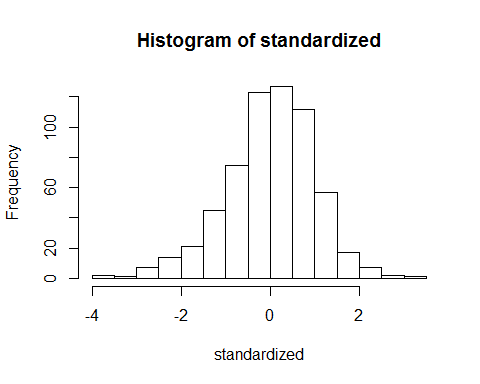 Histogram of standardized
Frequency
100
60
20
0
-4 -2 0 2
standardized